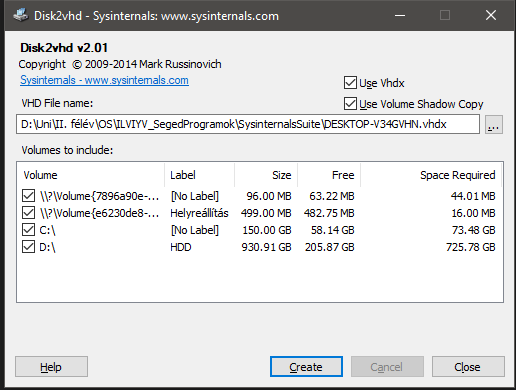 Disk2vhd - Sysinternals: www.sysinternals.com
Disk2vhd v2.01
Copyright © 2009-2014 Mark Russinovich
Sysinternals - www.sysinternals.com
Use Vhdx
VHD File name:
Use Volume Shadow Copy
D:\Uni\II. félév\OS\ILVIYV_SegedProgramok\SysinternalsSuite\DESKTOP-V34GVHN.vhdx
...
Volumes to include:
Volume Label Size Free Space Required
\\?\Volume{7896a90e-... [No Label] 96.00 MB 63.22 MB 44.01 MB
\\?\Volume{e6230de8-... Helyreállítás 499.00 MB 482.75 MB 16.00 MB
C:\ [No Label] 150.00 GB 58.14 GB 73.48 GB
D:\ HDD 930.91 GB 205.87 GB 725.78 GB
Help Create Cancel Close